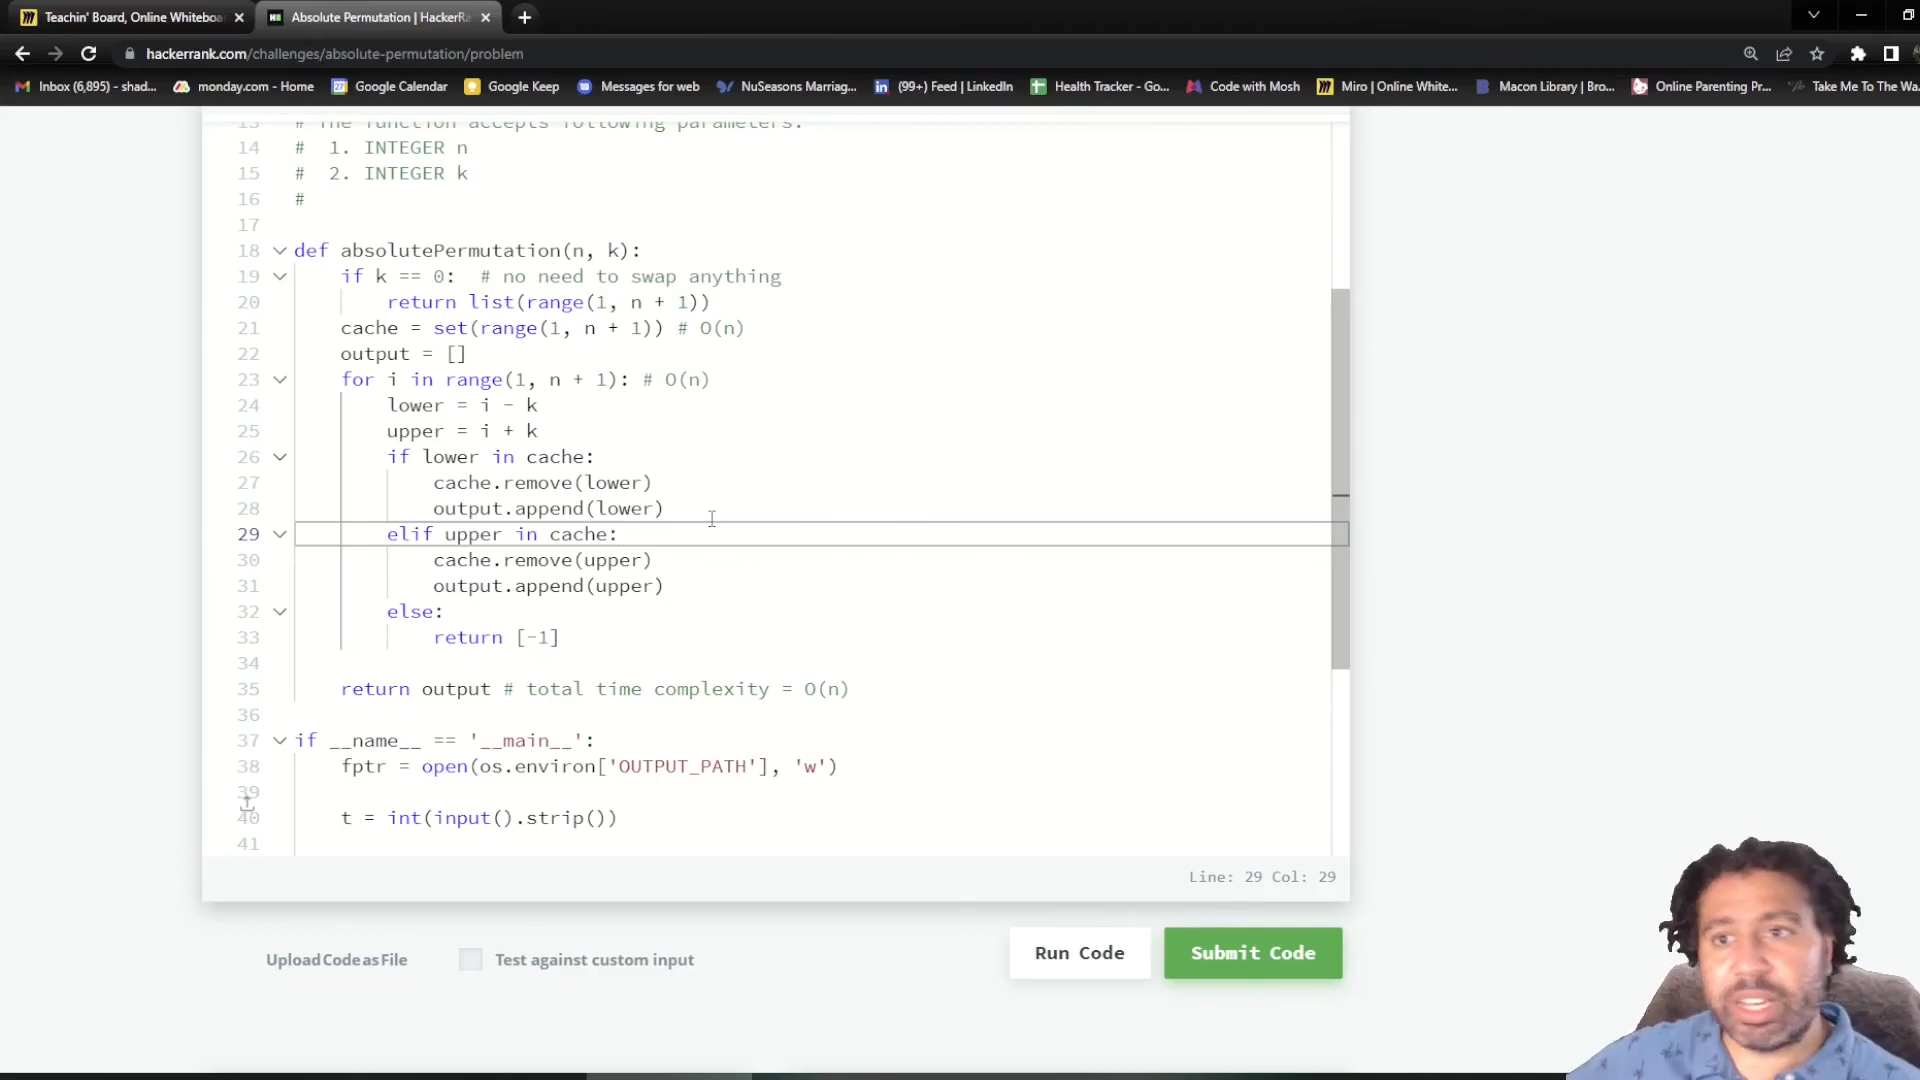 Teachin' Board, Online Whiteboa
Absolute Permutation | HackerRa
hackerrank.com/challenges/absolute-permutation/problem
Inbox (6,895) - shad...
monday.com - Home
Google Calendar
Google Keep
Messages for web
NuSeasons Marriag...
(99+) Feed | LinkedIn
Health Tracker - Go...
Code with Mosh
Miro | Online White...
Macon Library | Bro...
Online Parenting Pr...
Take Me To The Wa.
13 # The function accepts following parameters:
14 #  1. INTEGER n
15 #  2. INTEGER k
16 #
17
18 def absolutePermutation(n, k):
19     if k == 0:  # no need to swap anything
20         return list(range(1, n + 1))
21     cache = set(range(1, n + 1)) # O(n)
22     output = []
23     for i in range(1, n + 1): # O(n)
24         lower = i - k
25         upper = i + k
26         if lower in cache:
27             cache.remove(lower)
28             output.append(lower)
29         elif upper in cache:
30             cache.remove(upper)
31             output.append(upper)
32         else:
33             return [-1]
34
35     return output # total time complexity = O(n)
36
37 if __name__ == '__main__':
38     fptr = open(os.environ['OUTPUT_PATH'], 'w')
39
40     t = int(input().strip())
41
Line: 29 Col: 29
Upload Code as File
Test against custom input
Run Code
Submit Code